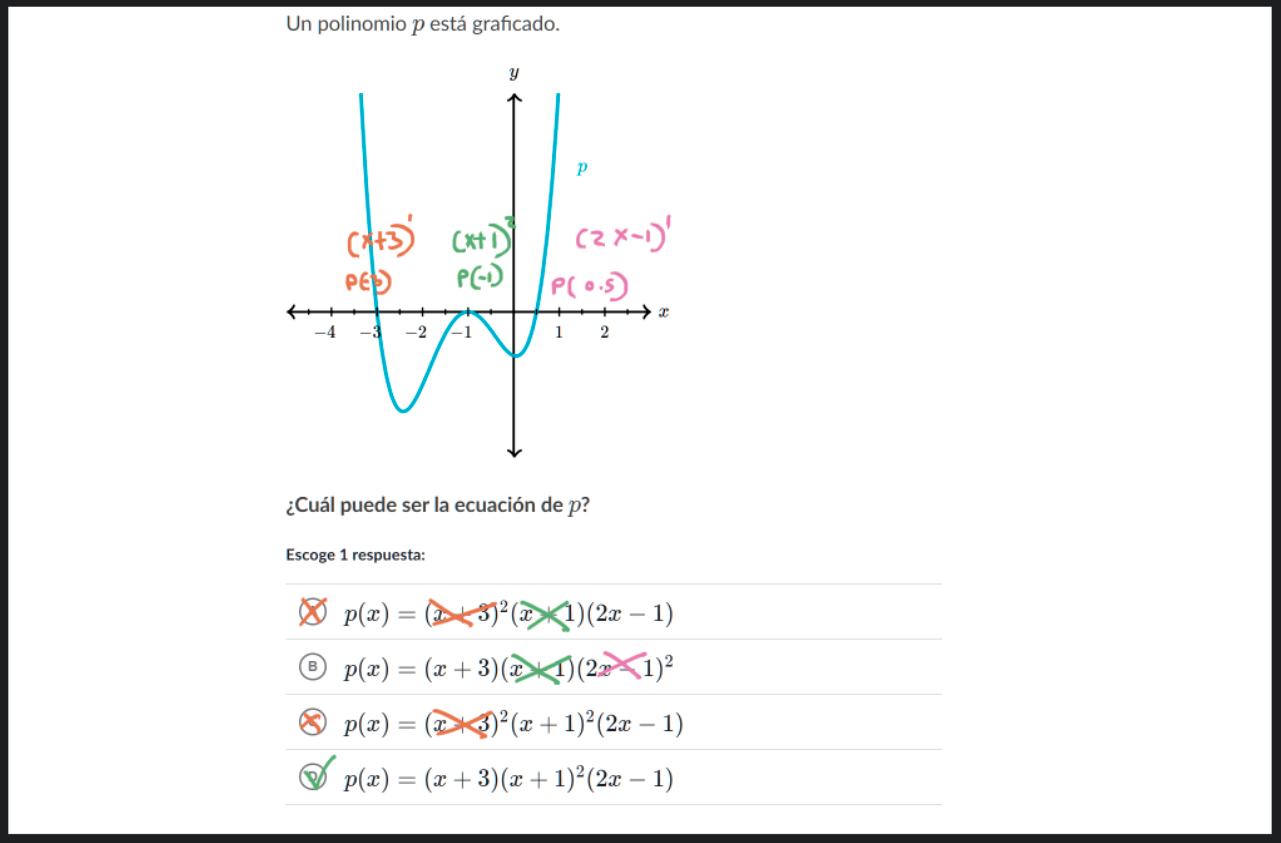 Un polinomio p está graficado.
y
p
(x+3)¹ (x+1)² (2x-1)¹
P(-1) P(0.5)
x
-4 -3 -2 -1 1 2
¿Cuál puede ser la ecuación de p?
Escoge 1 respuesta:
p(x) = (x + 3)²(x + 1)(2x − 1)
B p(x) = (x + 3)(x + 1)(2x − 1)²
p(x) = (x + 3)²(x + 1)²(2x − 1)
D p(x) = (x + 3)(x + 1)²(2x − 1)